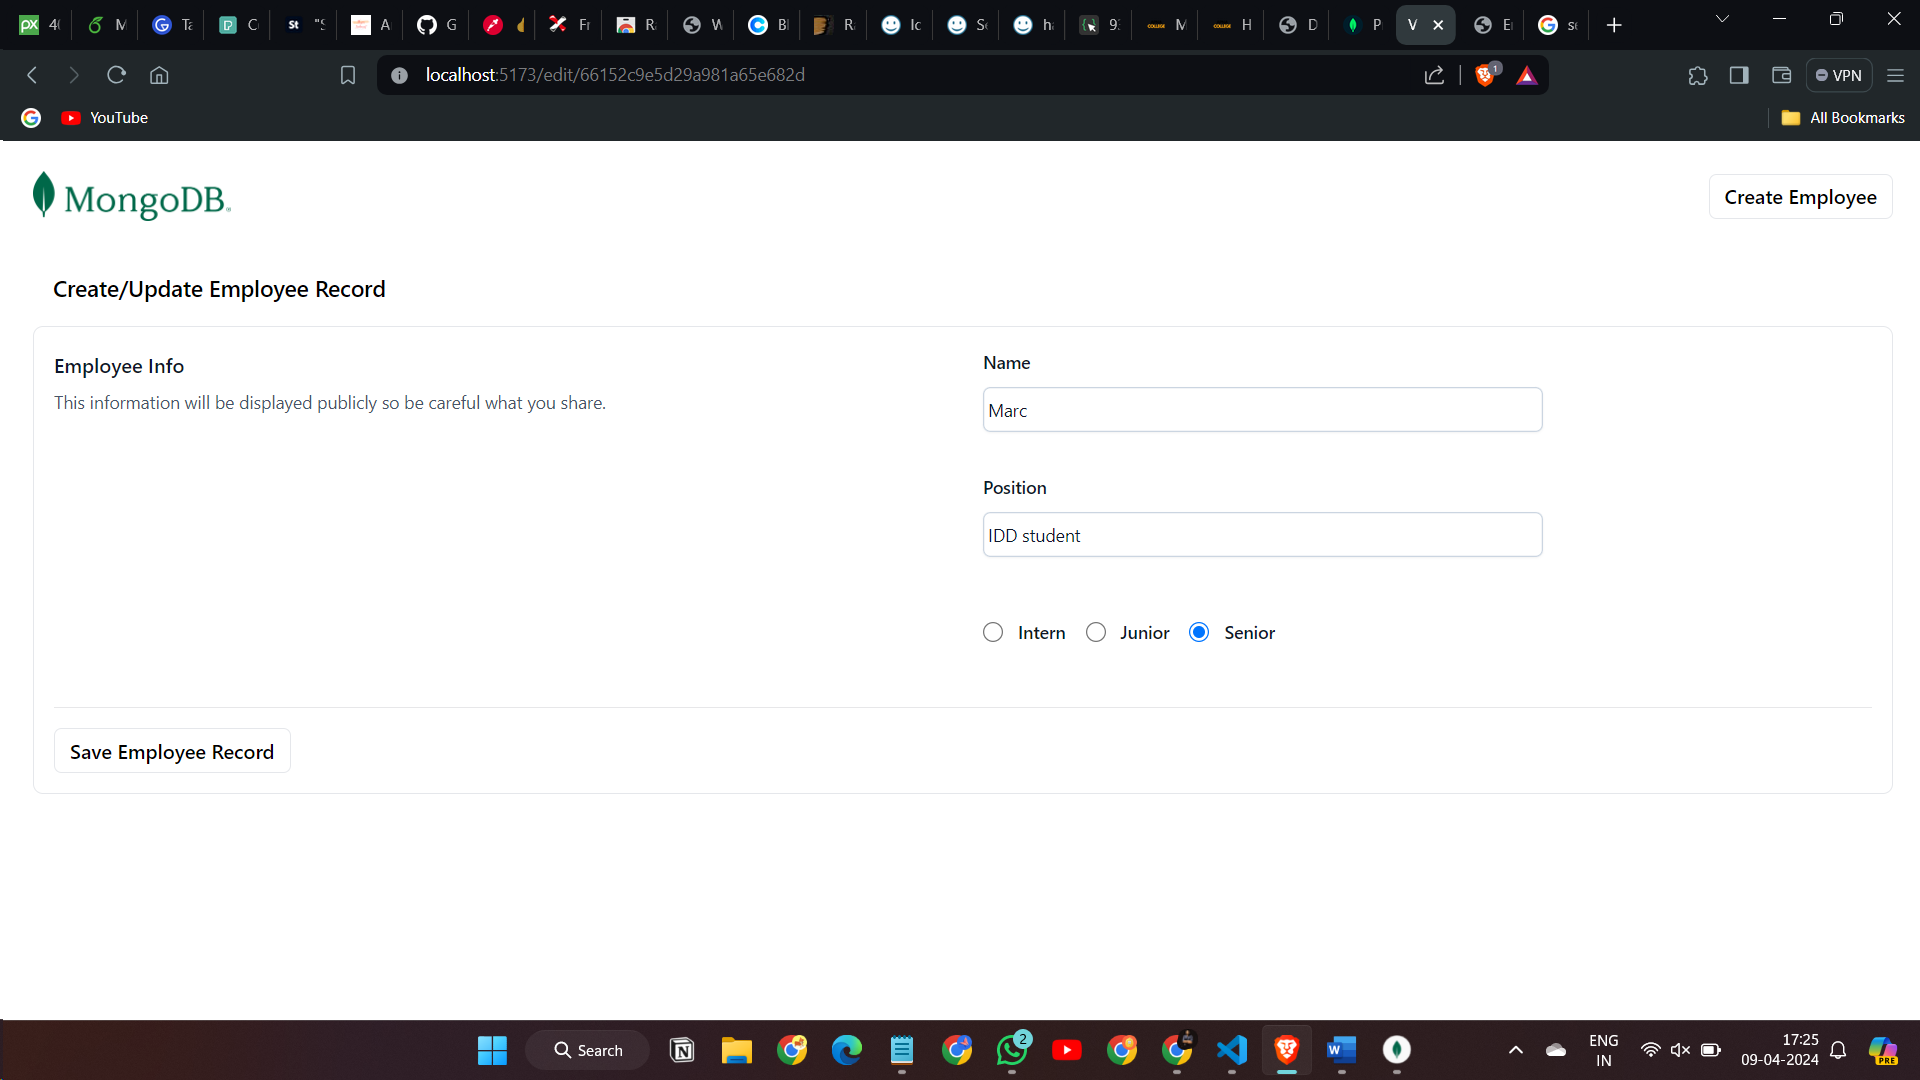 localhost:5173/edit/66152c9e5d29a981a65e682d
VPN
YouTube
All Bookmarks
MongoDB
Create Employee
Create/Update Employee Record
Employee Info
This information will be displayed publicly so be careful what you share.
Name
Marc
Position
IDD student
Intern
Junior
Senior
Save Employee Record
Search
2
ENG
IN
17:25
09-04-2024
PRE